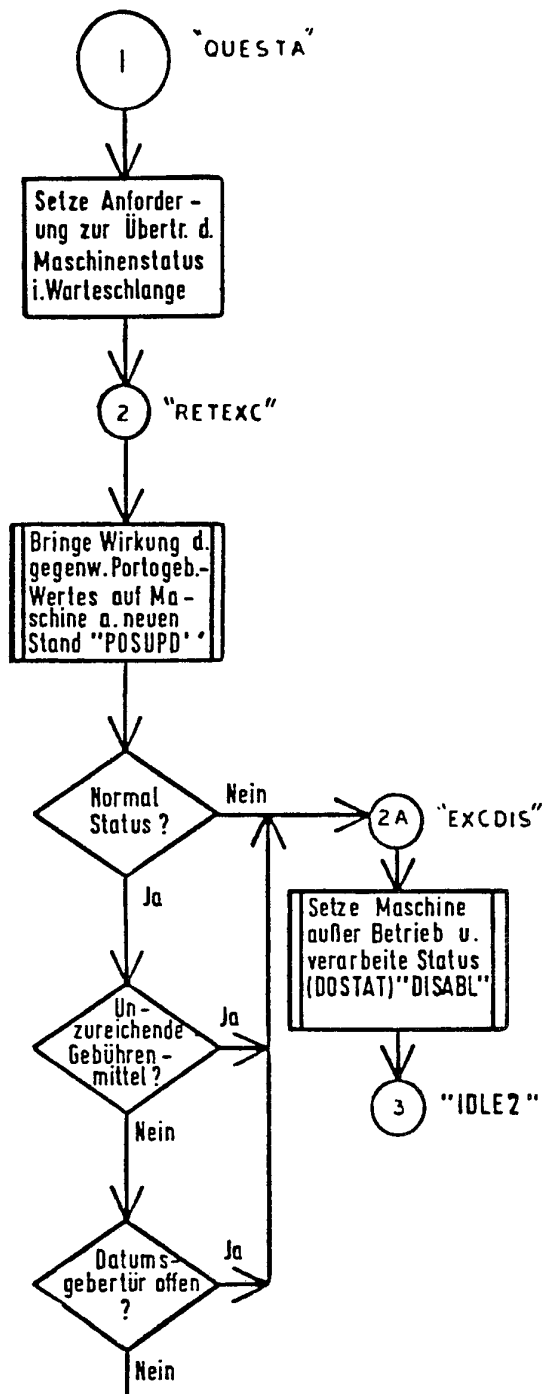 1 "QUESTA"
Setze Anforder-
ung zur Übertr. d.
Maschinenstatus
i.Warteschlange
2 "RETEXC"
Bringe Wirkung d.
gegenw.Portogeb.-
Wertes auf Ma-
schine a.neuen
Stand "POSUPD"
Normal
Status ?
Nein
Ja
2A "EXCDIS"
Setze Maschine
außer Betrieb u.
verarbeite Status
(DOSTAT)"DISABL"
3 "IDLE2"
Un-
zureichende
Gebühren-
mittel ?
Ja
Nein
Datums-
gebertür offen
?
Ja
Nein